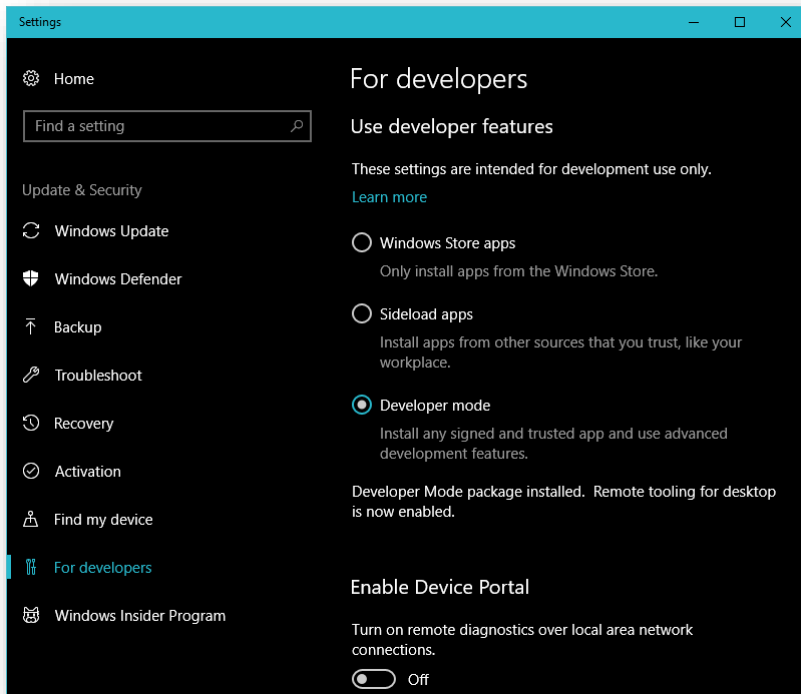 Settings
Home
Find a setting
Update & Security
Windows Update
Windows Defender
Backup
Troubleshoot
Recovery
Activation
Find my device
For developers
Windows Insider Program
For developers
Use developer features
These settings are intended for development use only.
Learn more
Windows Store apps
Only install apps from the Windows Store.
Sideload apps
Install apps from other sources that you trust, like your
workplace.
Developer mode
Install any signed and trusted app and use advanced
development features.
Developer Mode package installed.  Remote tooling for desktop
is now enabled.
Enable Device Portal
Turn on remote diagnostics over local area network
connections.
Off